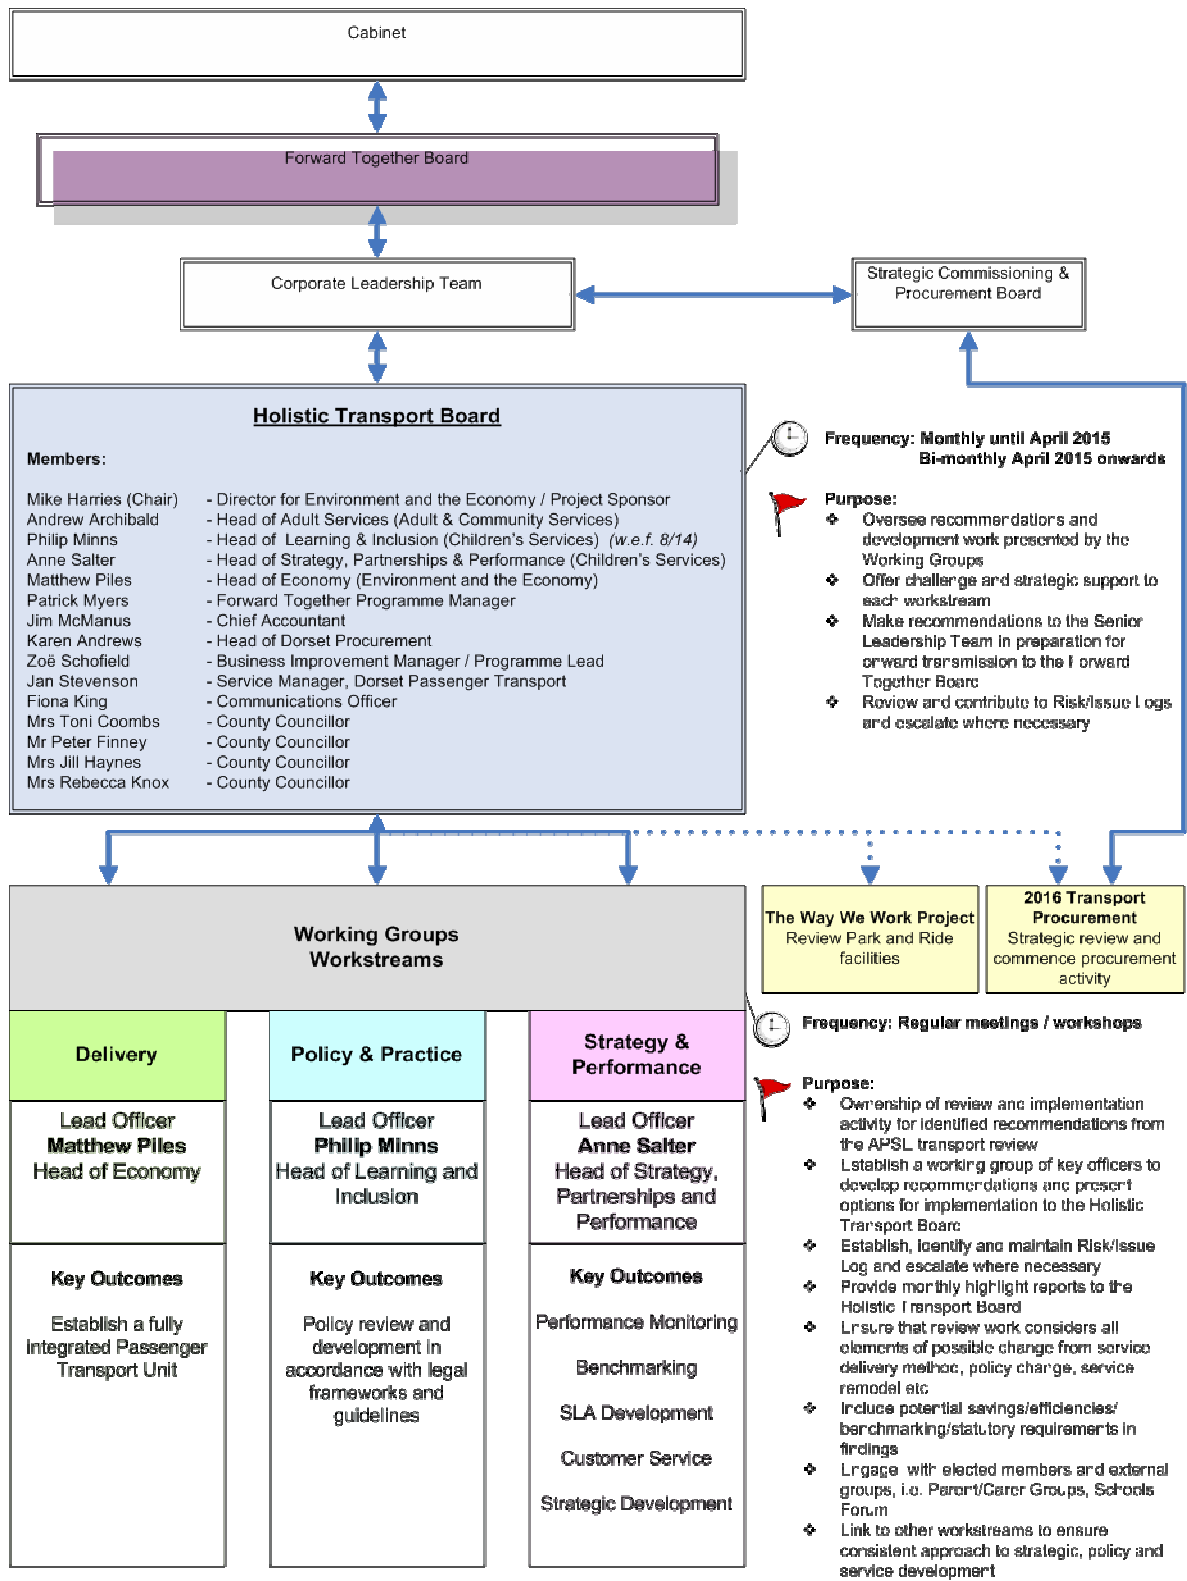 Cabinet
Forward Together Board
Corporate Leadership Team
Strategic Commissioning &
Procurement Board
Holistic Transport Board
Members:
Mike Harries (Chair) - Director for Environment and the Economy / Project Sponsor
Andrew Archibald - Head of Adult Services (Adult & Community Services)
Philip Minns - Head of Learning & Inclusion (Children's Services) (w.e.f. 8/14)
Anne Salter - Head of Strategy, Partnerships & Performance (Children's Services)
Matthew Piles - Head of Economy (Environment and the Economy)
Patrick Myers - Forward Together Programme Manager
Jim McManus - Chief Accountant
Karen Andrews - Head of Dorset Procurement
Zoë Schofield - Business Improvement Manager / Programme Lead
Jan Stevenson - Service Manager, Dorset Passenger Transport
Fiona King - Communications Officer
Mrs Toni Coombs - County Councillor
Mr Peter Finney - County Councillor
Mrs Jill Haynes - County Councillor
Mrs Rebecca Knox - County Councillor
Frequency: Monthly until April 2015
Bi-monthly April 2015 onwards
Purpose:
❖ Oversee recommendations and
development work presented by the
Working Groups
❖ Offer challenge and strategic support to
each workstream
❖ Make recommendations to the Senior
Leadership Team in preparation for
onward transmission to the Forward
Together Board
❖ Review and contribute to Risk/Issue Logs
and escalate where necessary
Working Groups
Workstreams
The Way We Work Project
Review Park and Ride
facilities
2016 Transport
Procurement
Strategic review and
commence procurement
activity
Delivery
Lead Officer
Matthew Piles
Head of Economy
Key Outcomes
Establish a fully
Integrated Passenger
Transport Unit
Policy & Practice
Lead Officer
Philip Minns
Head of Learning and
Inclusion
Key Outcomes
Policy review and
development in
accordance with legal
frameworks and
guidelines
Strategy &
Performance
Lead Officer
Anne Salter
Head of Strategy,
Partnerships and
Performance
Key Outcomes
Performance Monitoring
Benchmarking
SLA Development
Customer Service
Strategic Development
Frequency: Regular meetings / workshops
Purpose:
❖ Ownership of review and implementation
activity for identified recommendations from
the APSL transport review
❖ Establish a working group of key officers to
develop recommendations and present
options for implementation to the Holistic
Transport Board
❖ Establish, identify and maintain Risk/Issue
Log and escalate where necessary
❖ Provide monthly highlight reports to the
Holistic Transport Board
❖ Ensure that review work considers all
elements of possible change from service
delivery method, policy change, service
remodel etc
❖ Include potential savings/efficiencies/
benchmarking/statutory requirements in
findings
❖ Engage with elected members and external
groups, i.e. Parent/Carer Groups, Schools
Forum
❖ Link to other workstreams to ensure
consistent approach to strategic, policy and
service development